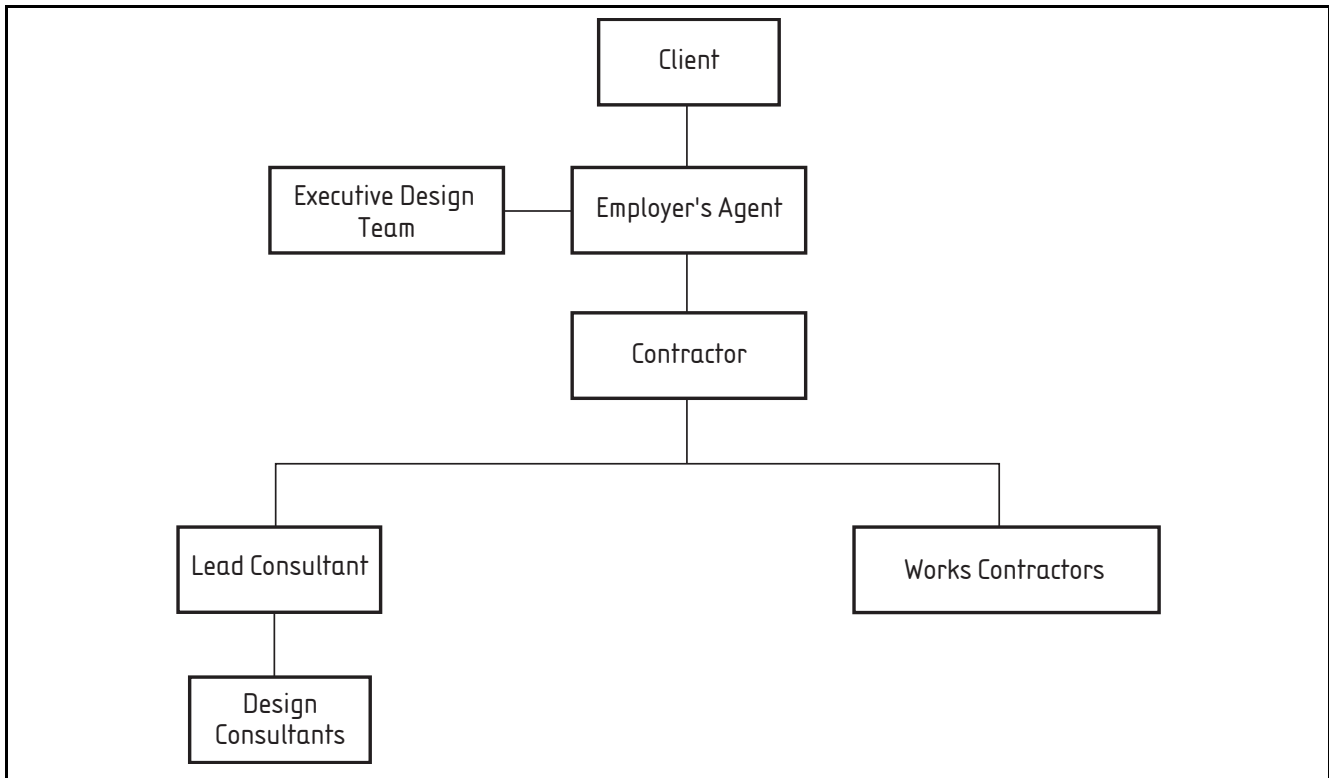 Client
Executive Design
Team
Employer's Agent
Contractor
Lead Consultant
Works Contractors
Design
Consultants